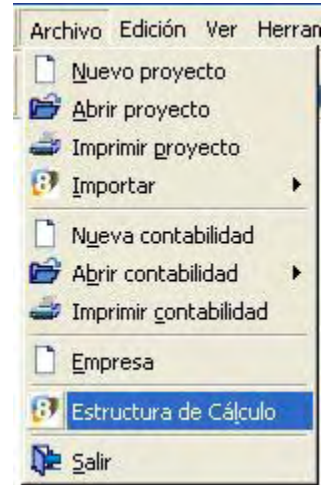 Archivo Edición Ver
Nuevo proyecto
Abrir proyecto
Imprimir proyecto
Importar
Nueva contabilidad
Abrir contabilidad
Imprimir contabilidad
Empresa
Estructura de Cálculo
Salir